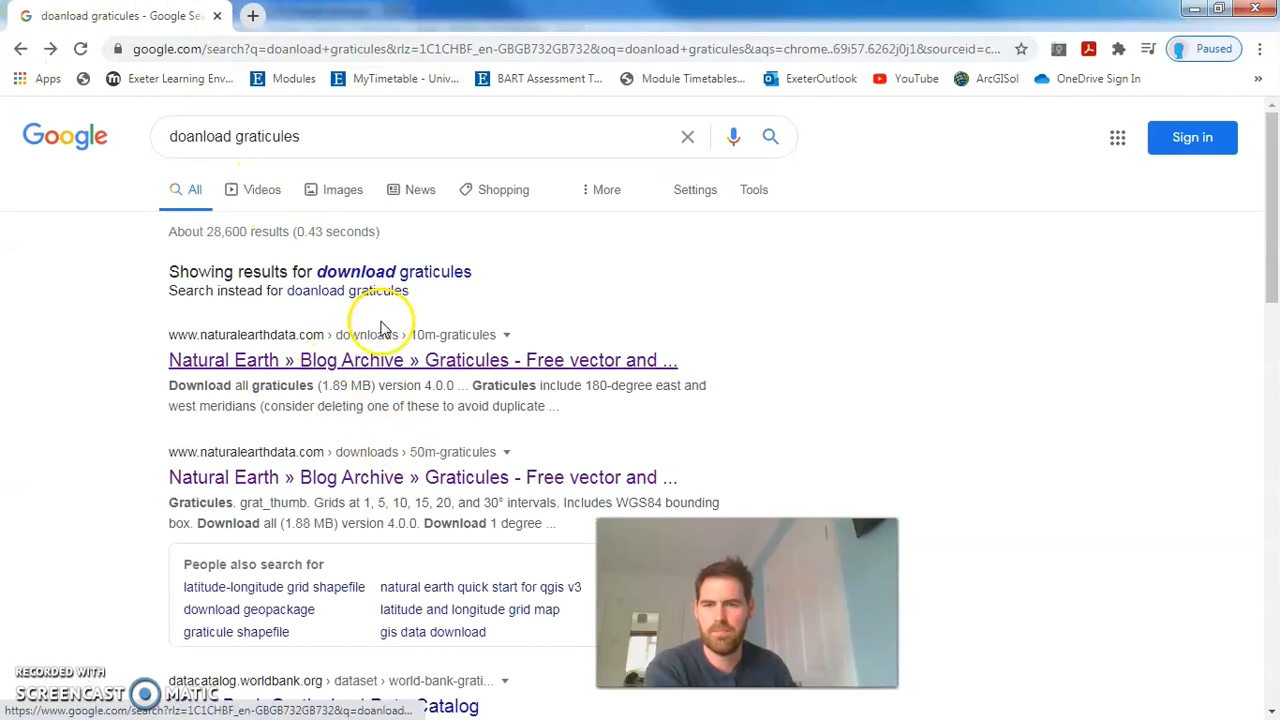 doanload graticules - Google Se
google.com/search?q=doanload+graticules&rlz=1C1CHBF_en-GBGB732GB732&oq=doanload+graticules&aqs=chrome..69i57.6262j0j1&sourceid=c...
Paused
Apps
Exeter Learning Env...
Modules
MyTimetable - Univ...
BART Assessment T...
Module Timetables...
ExeterOutlook
YouTube
ArcGISol
OneDrive Sign In
»
Google
doanload graticules
Sign in
All
Videos
Images
News
Shopping
More
Settings
Tools
About 28,600 results (0.43 seconds)
Showing results for download graticules
Search instead for doanload graticules
www.naturalearthdata.com › downloads › 10m-graticules
Natural Earth » Blog Archive » Graticules - Free vector and ...
Download all graticules (1.89 MB) version 4.0.0 ... Graticules include 180-degree east and
west meridians (consider deleting one of these to avoid duplicate ...
www.naturalearthdata.com › downloads › 50m-graticules
Natural Earth » Blog Archive » Graticules - Free vector and ...
Graticules. grat_thumb. Grids at 1, 5, 10, 15, 20, and 30° intervals. Includes WGS84 bounding
box. Download all (1.88 MB) version 4.0.0. Download 1 degree ...
People also search for
latitude-longitude grid shapefile
natural earth quick start for qgis v3
download geopackage
latitude and longitude grid map
graticule shapefile
gis data download
datacatalog.worldbank.org › dataset › world-bank-grati...
Catalog
RECORDED WITH
SCREENCAST MATIC
https://www.google.com/search?rlz=1C1CHBF_en-GBGB732GB732&q=doanload...